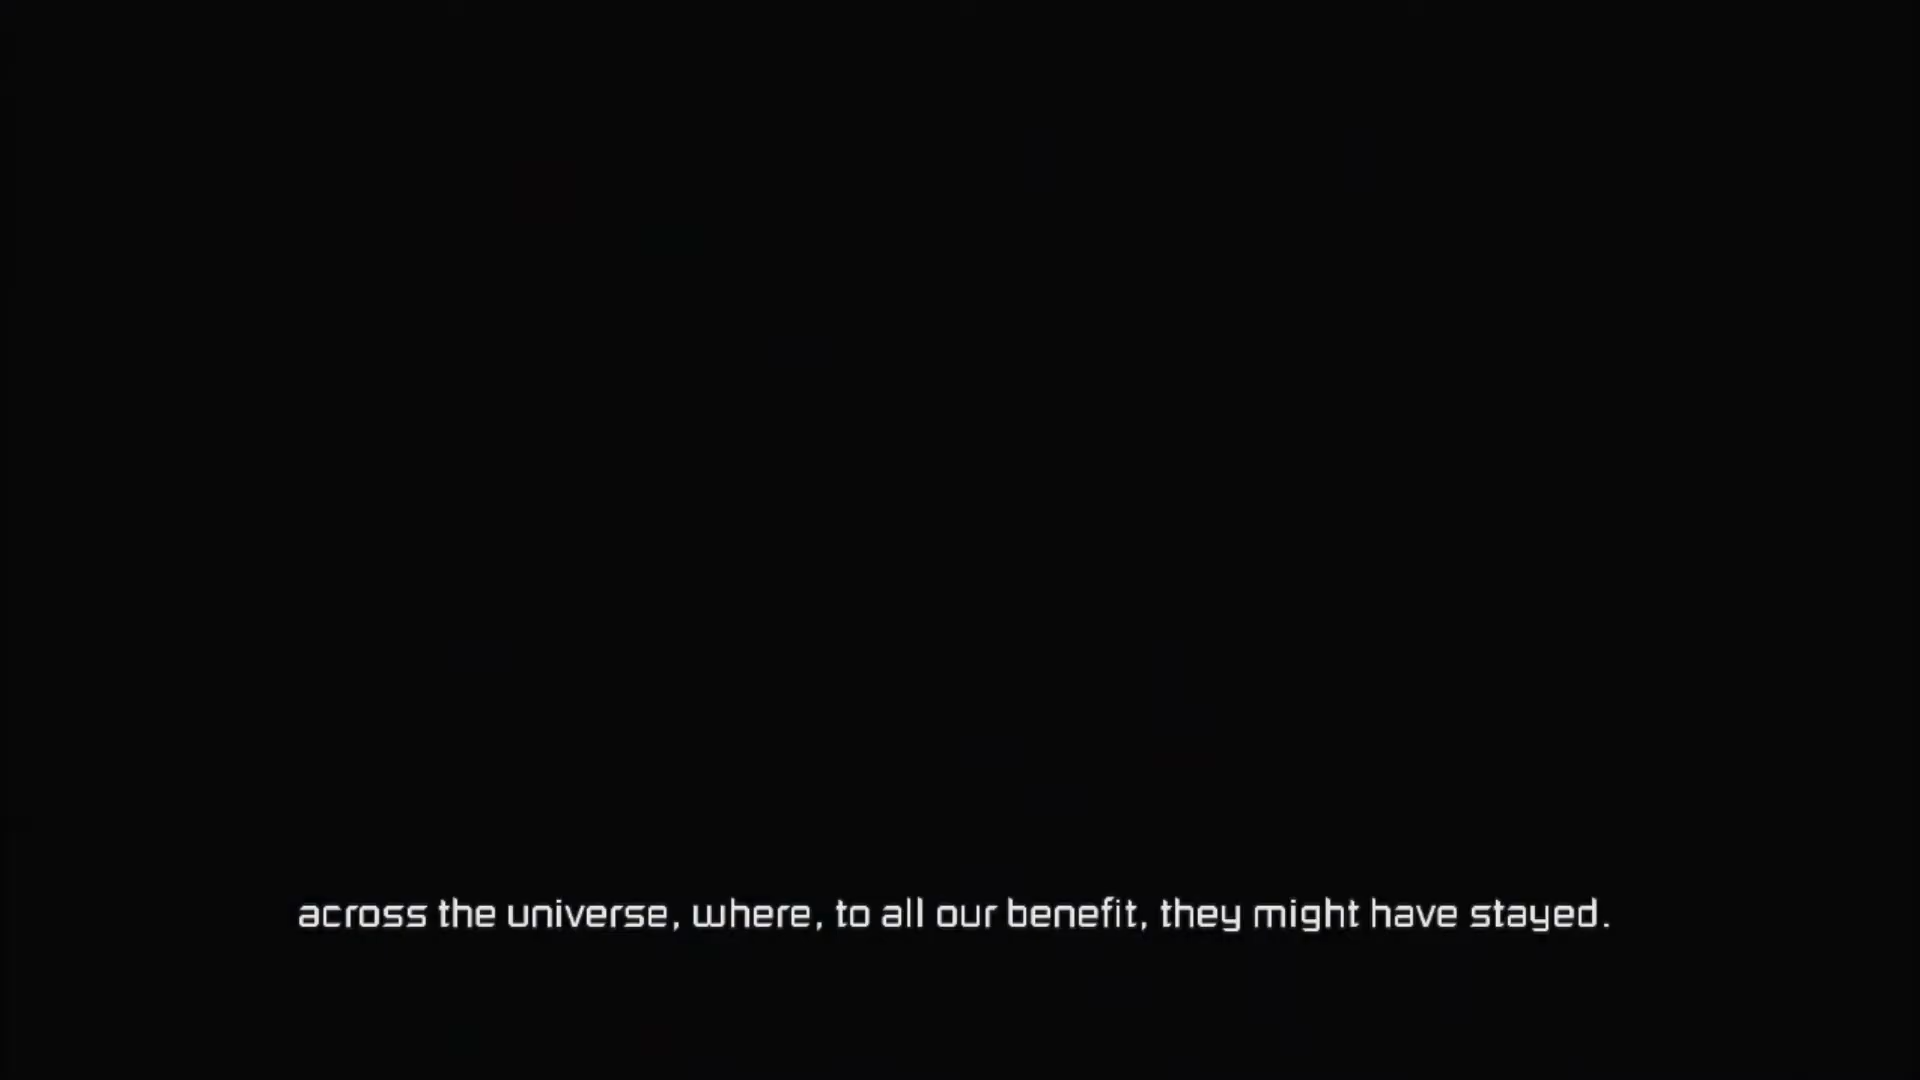 across the universe, where, to all our benefit, they might have stayed.